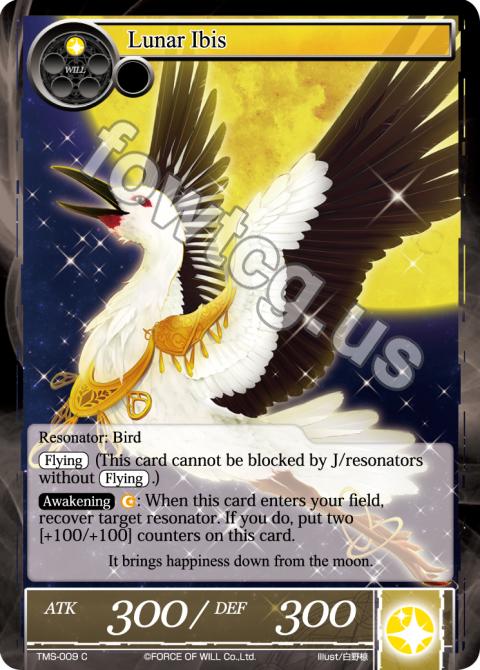 Lunar Ibis
WILL
fowtcg.us
Resonator: Bird
Flying (This card cannot be blocked by J/resonators
without Flying.)
Awakening : When this card enters your field,
recover target resonator. If you do, put two
[+100/+100] counters on this card.
It brings happiness down from the moon.
ATK 300/ DEF 300
TMS-009 C ©FORCE OF WILL Co.,Ltd. Illust/白野椋